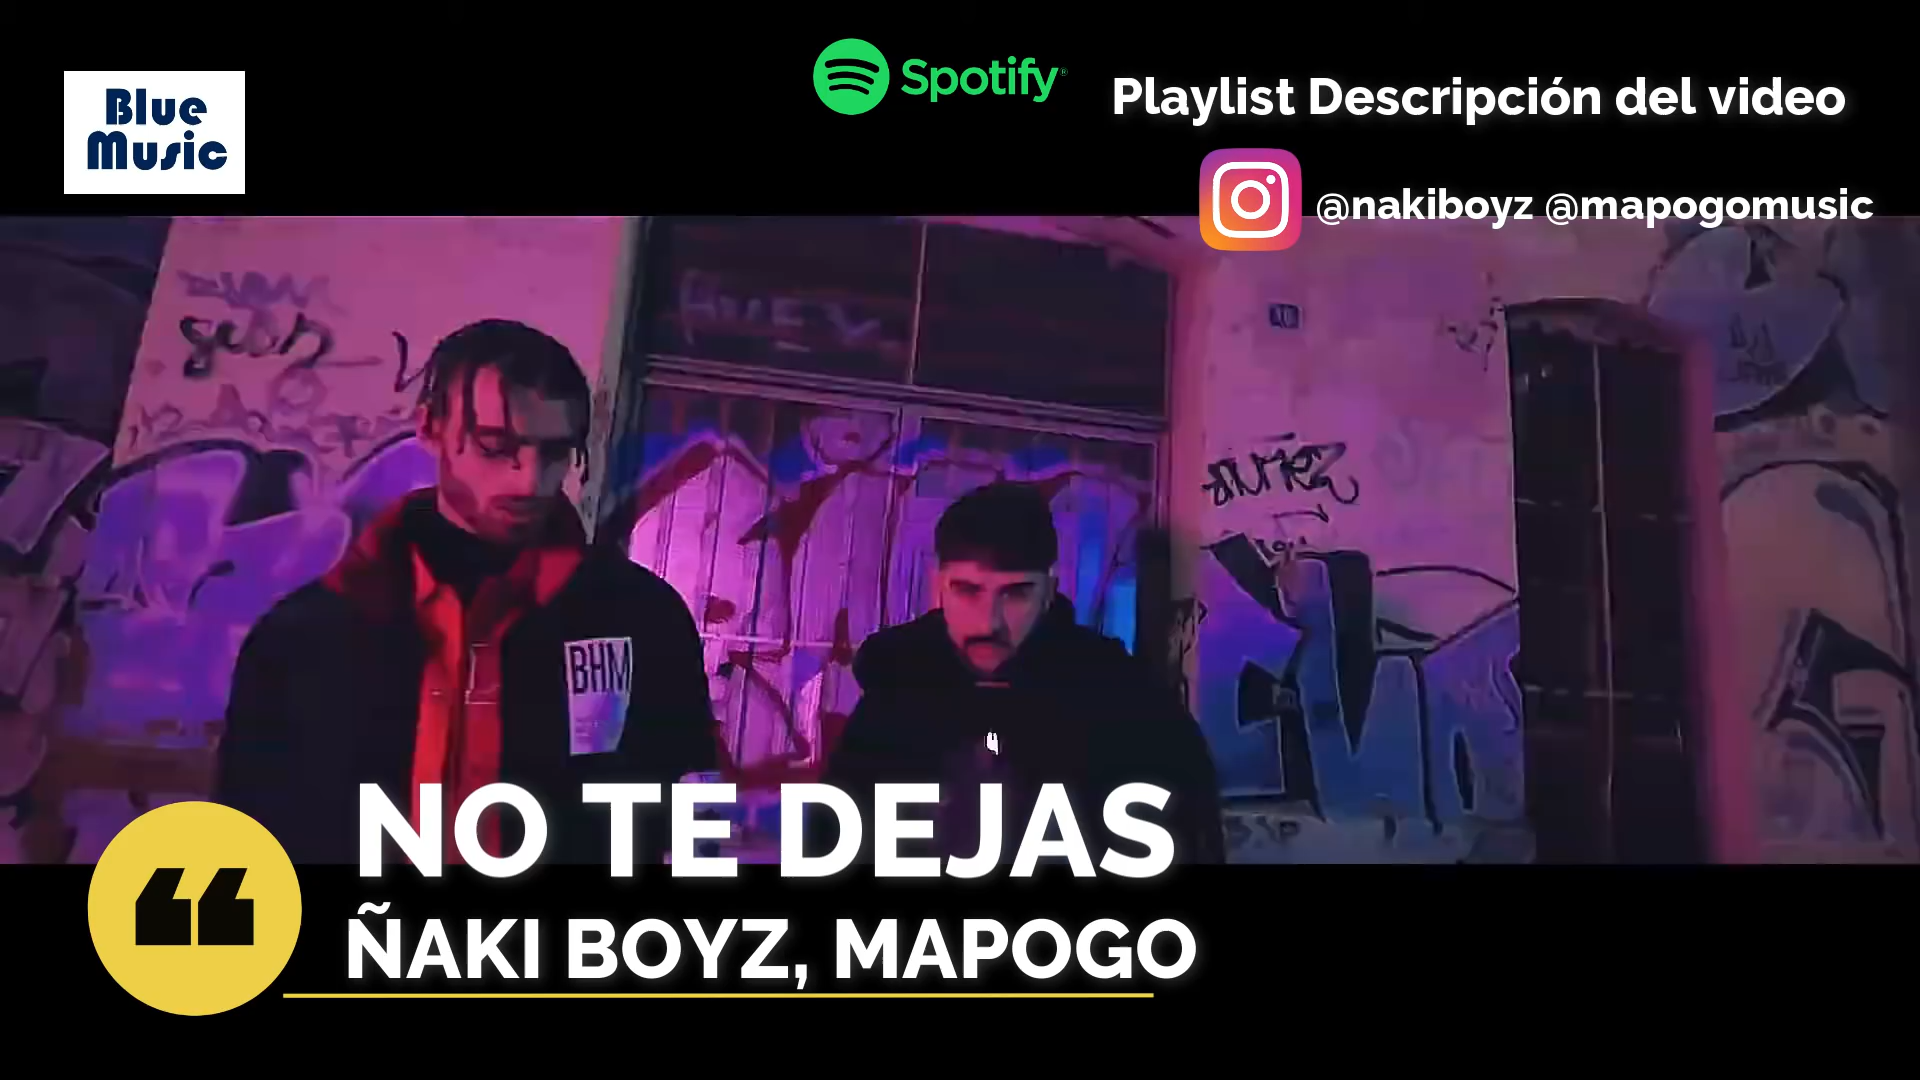 Blue
Music
Spotify
Playlist Descripción del video
@nakiboyz @mapogomusic
BHM
NO TE DEJAS
ÑAKI BOYZ, MAPOGO